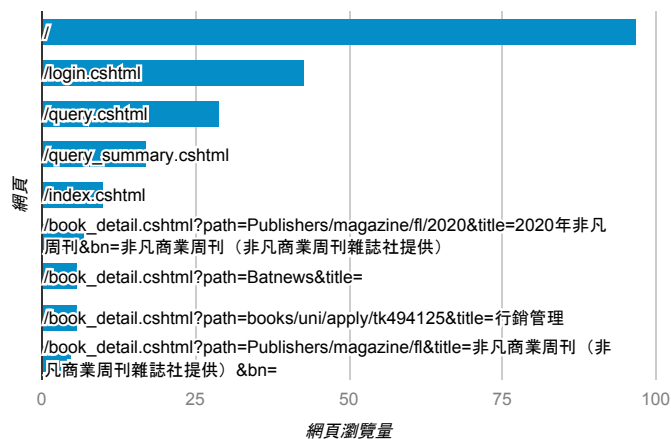 /
/login.cshtml
/query.cshtml
/query_summary.cshtml
/index.cshtml
/book_detail.cshtml?path=Publishers/magazine/fl/2020&title=2020年非凡
周刊&bn=非凡商業周刊（非凡商業周刊雜誌社提供）
/book_detail.cshtml?path=Batnews&title=
/book_detail.cshtml?path=books/uni/apply/tk494125&title=行銷管理
/book_detail.cshtml?path=Publishers/magazine/fl&title=非凡商業周刊（非
凡商業周刊雜誌社提供）&bn=
網頁
0 25 50 75 100
網頁瀏覽量